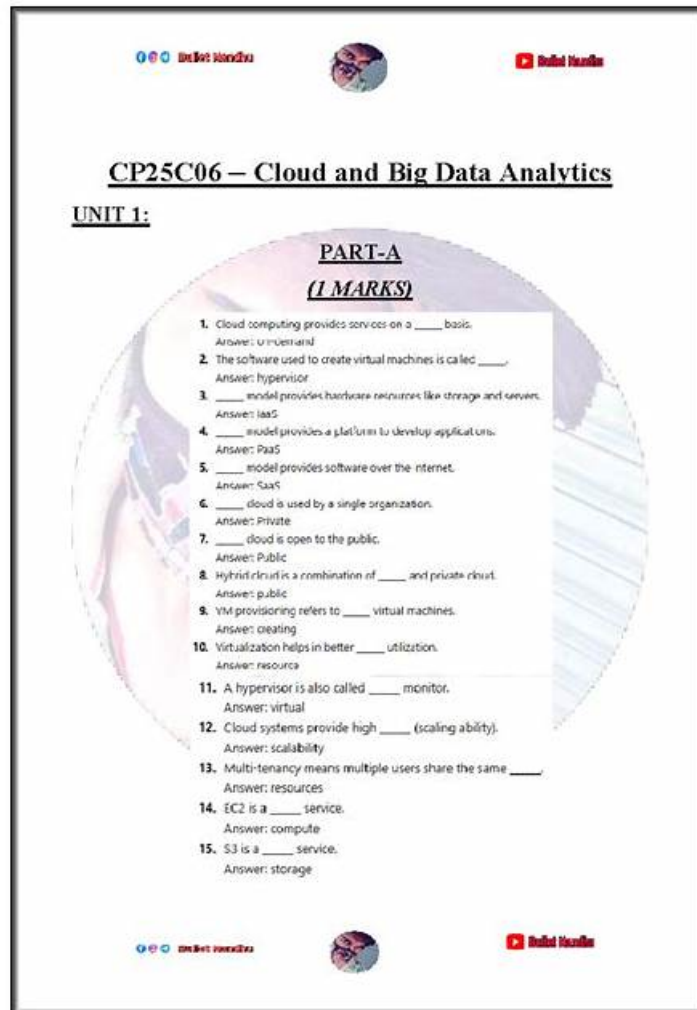 Bullet Nandhu
Bullet Nandhu
CP25C06 – Cloud and Big Data Analytics
UNIT 1:
PART-A
(1 MARKS)
1. Cloud computing provides services on a _____ basis.
Answer: on-demand
2. The software used to create virtual machines is called _____.
Answer: hypervisor
3. _____ model provides hardware resources like storage and servers.
Answer: IaaS
4. _____ model provides a platform to develop applications.
Answer: PaaS
5. _____ model provides software over the internet.
Answer: SaaS
6. _____ cloud is used by a single organization.
Answer: Private
7. _____ cloud is open to the public.
Answer: Public
8. Hybrid cloud is a combination of _____ and private cloud.
Answer: public
9. VM provisioning refers to _____ virtual machines.
Answer: creating
10. Virtualization helps in better _____ utilization.
Answer: resource
11. A hypervisor is also called _____ monitor.
Answer: virtual
12. Cloud systems provide high _____ (scaling ability).
Answer: scalability
13. Multi-tenancy means multiple users share the same _____.
Answer: resources
14. EC2 is a _____ service.
Answer: compute
15. S3 is a _____ service.
Answer: storage
Bullet Nandhu
Bullet Nandhu